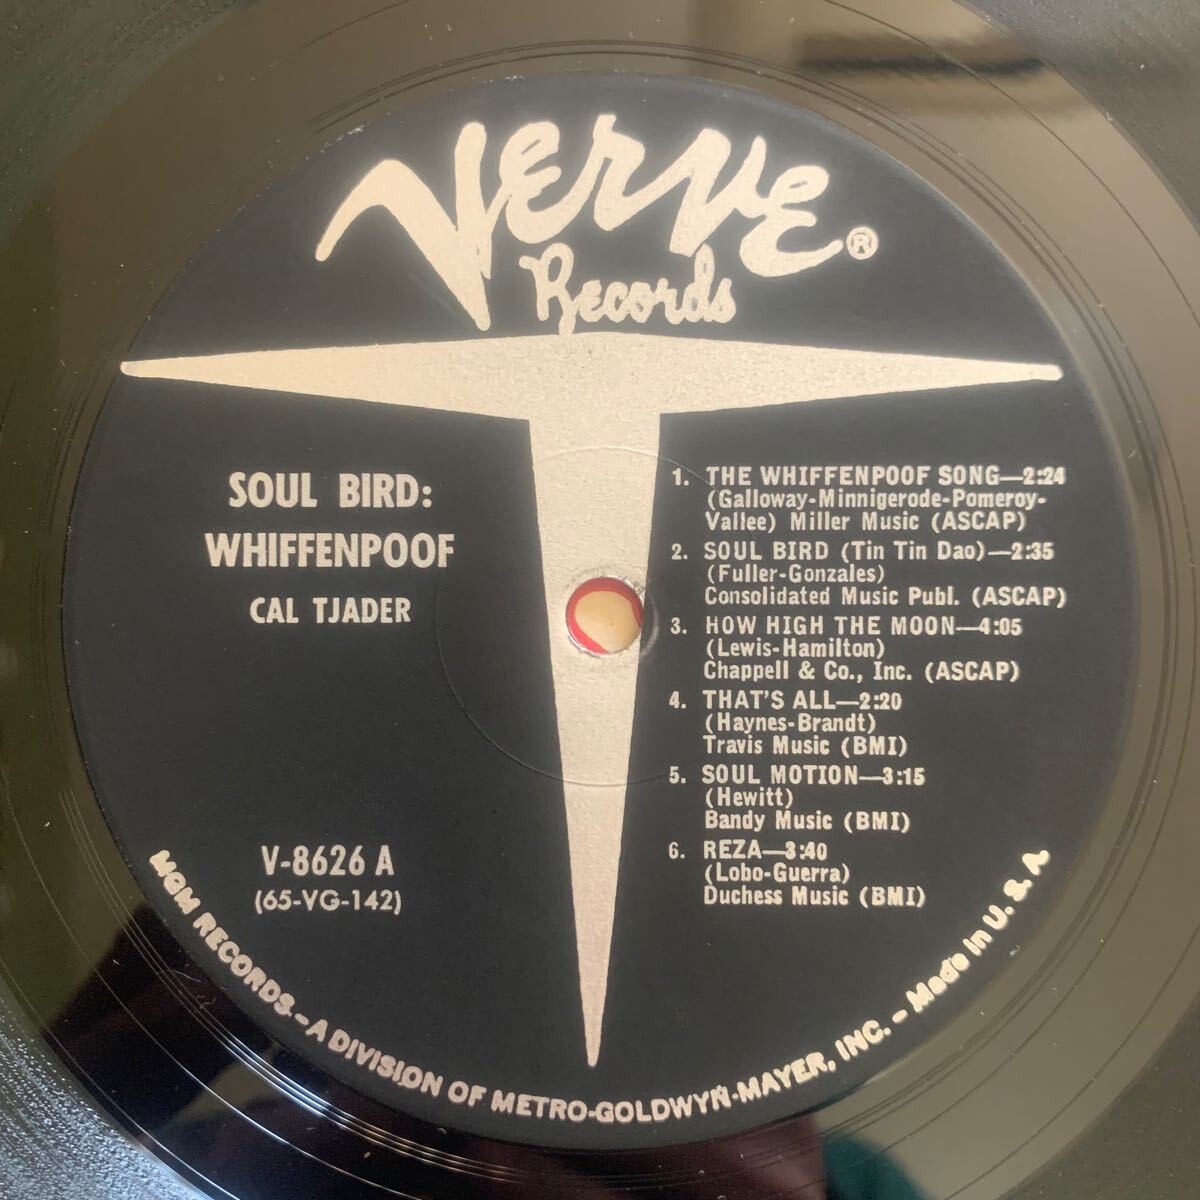 Verve®
Records
SOUL BIRD:
WHIFFENPOOF
CAL TJADER
V-8626 A
(65-VG-142)
1. THE WHIFFENPOOF SONG—2:24
(Galloway-Minnigerode-Pomeroy-
Vallee) Miller Music (ASCAP)
2. SOUL BIRD (Tin Tin Dao)—2:35
(Fuller-Gonzales)
Consolidated Music Publ. (ASCAP)
3. HOW HIGH THE MOON—4:05
(Lewis-Hamilton)
Chappell & Co., Inc. (ASCAP)
4. THAT'S ALL—2:20
(Haynes-Brandt)
Travis Music (BMI)
5. SOUL MOTION—3:15
(Hewitt)
Bandy Music (BMI)
6. REZA—3:40
(Lobo-Guerra)
Duchess Music (BMI)
MGM RECORDS – A DIVISION OF METRO-GOLDWYN-MAYER, INC. – Made in U. S. A.